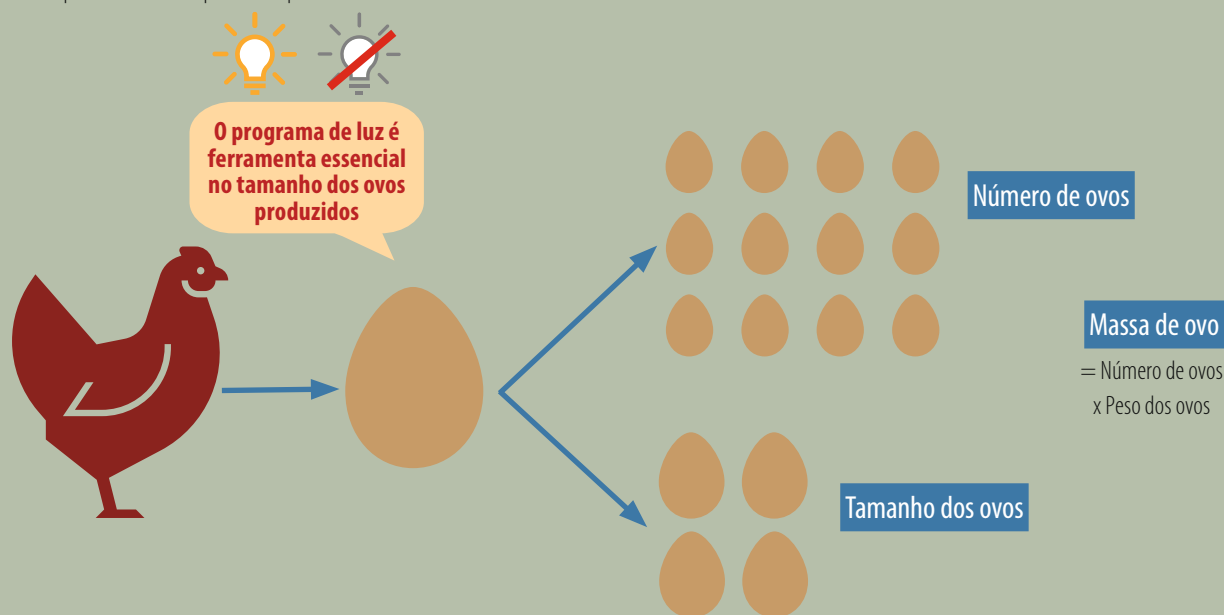 O programa de luz é
ferramenta essencial
no tamanho dos ovos
produzidos
Número de ovos
Massa de ovo
= Número de ovos
x Peso dos ovos
Tamanho dos ovos